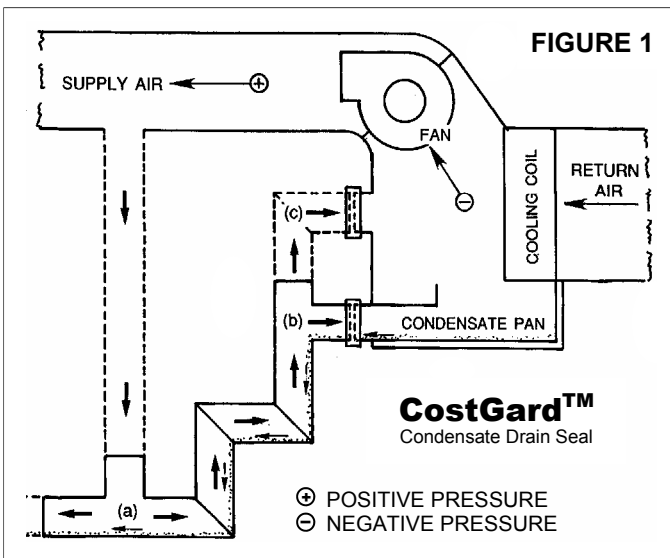 FIGURE 1
SUPPLY AIR
+
FAN
−
COOLING COIL
RETURN
AIR
(c)
(b)
CONDENSATE PAN
CostGard™
Condensate Drain Seal
(a)
⊕ POSITIVE PRESSURE
⊖ NEGATIVE PRESSURE